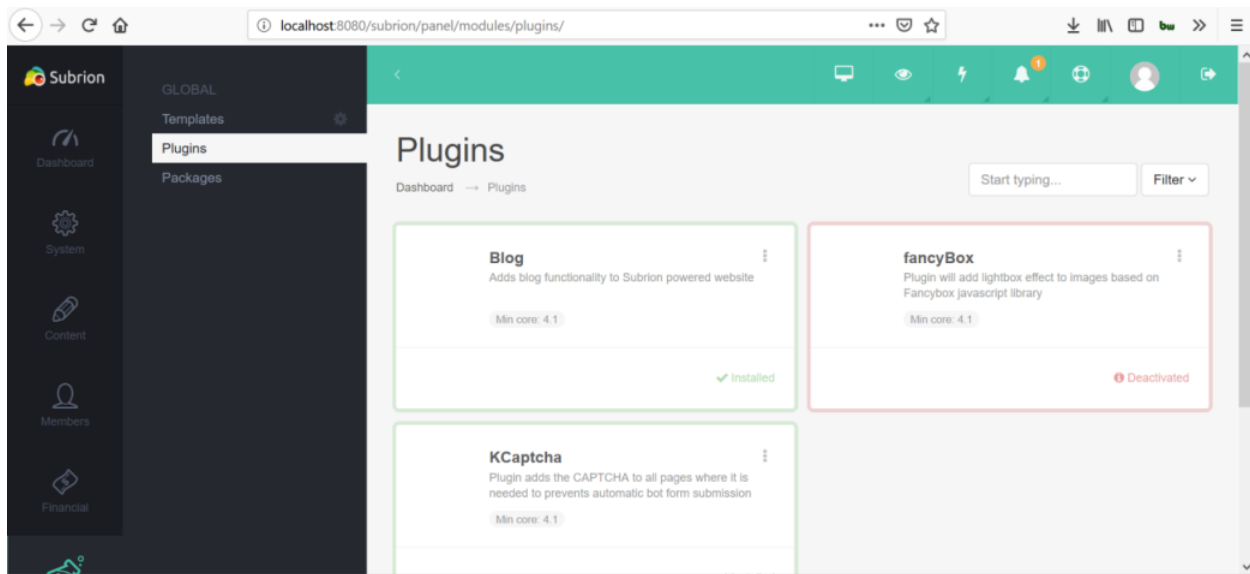 localhost:8080/subrion/panel/modules/plugins/
bw
Subrion
Dashboard
System
Content
Members
Financial
GLOBAL
Templates
Plugins
Packages
1
Plugins
Dashboard → Plugins
Start typing...
Filter
Blog
Adds blog functionality to Subrion powered website
Min core: 4.1
Installed
fancyBox
Plugin will add lightbox effect to images based on
Fancybox javascript library
Min core: 4.1
Deactivated
KCaptcha
Plugin adds the CAPTCHA to all pages where it is
needed to prevents automatic bot form submission
Min core: 4.1